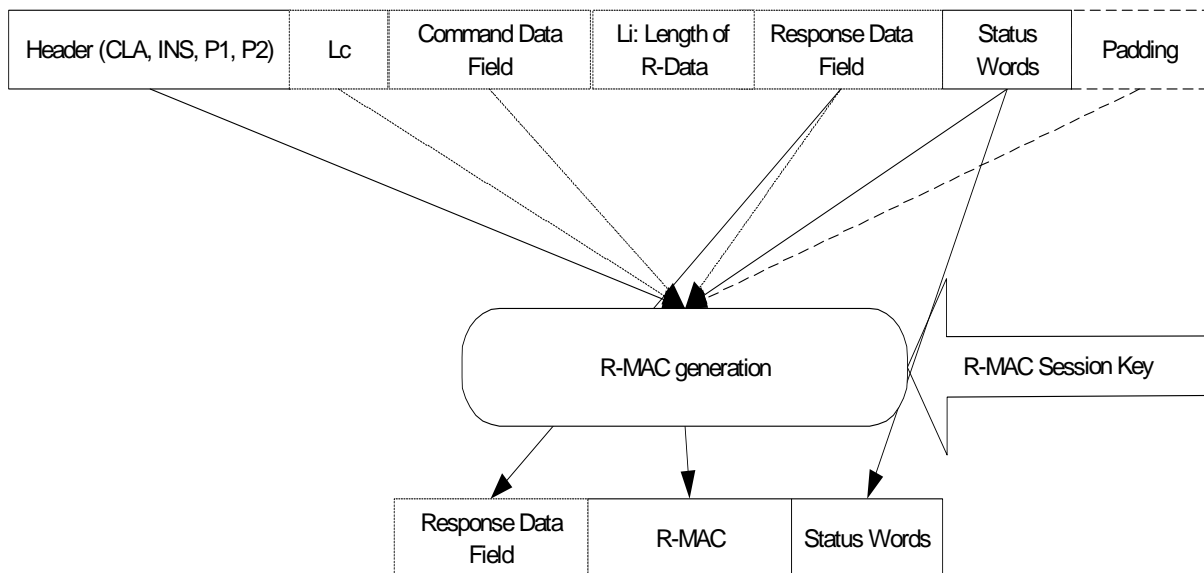 Header (CLA, INS, P1, P2)
Lc
Command Data
Field
Li: Length of
R-Data
Response Data
Field
Status
Words
Padding
R-MAC generation
R-MAC Session Key
Response Data
Field
R-MAC
Status Words